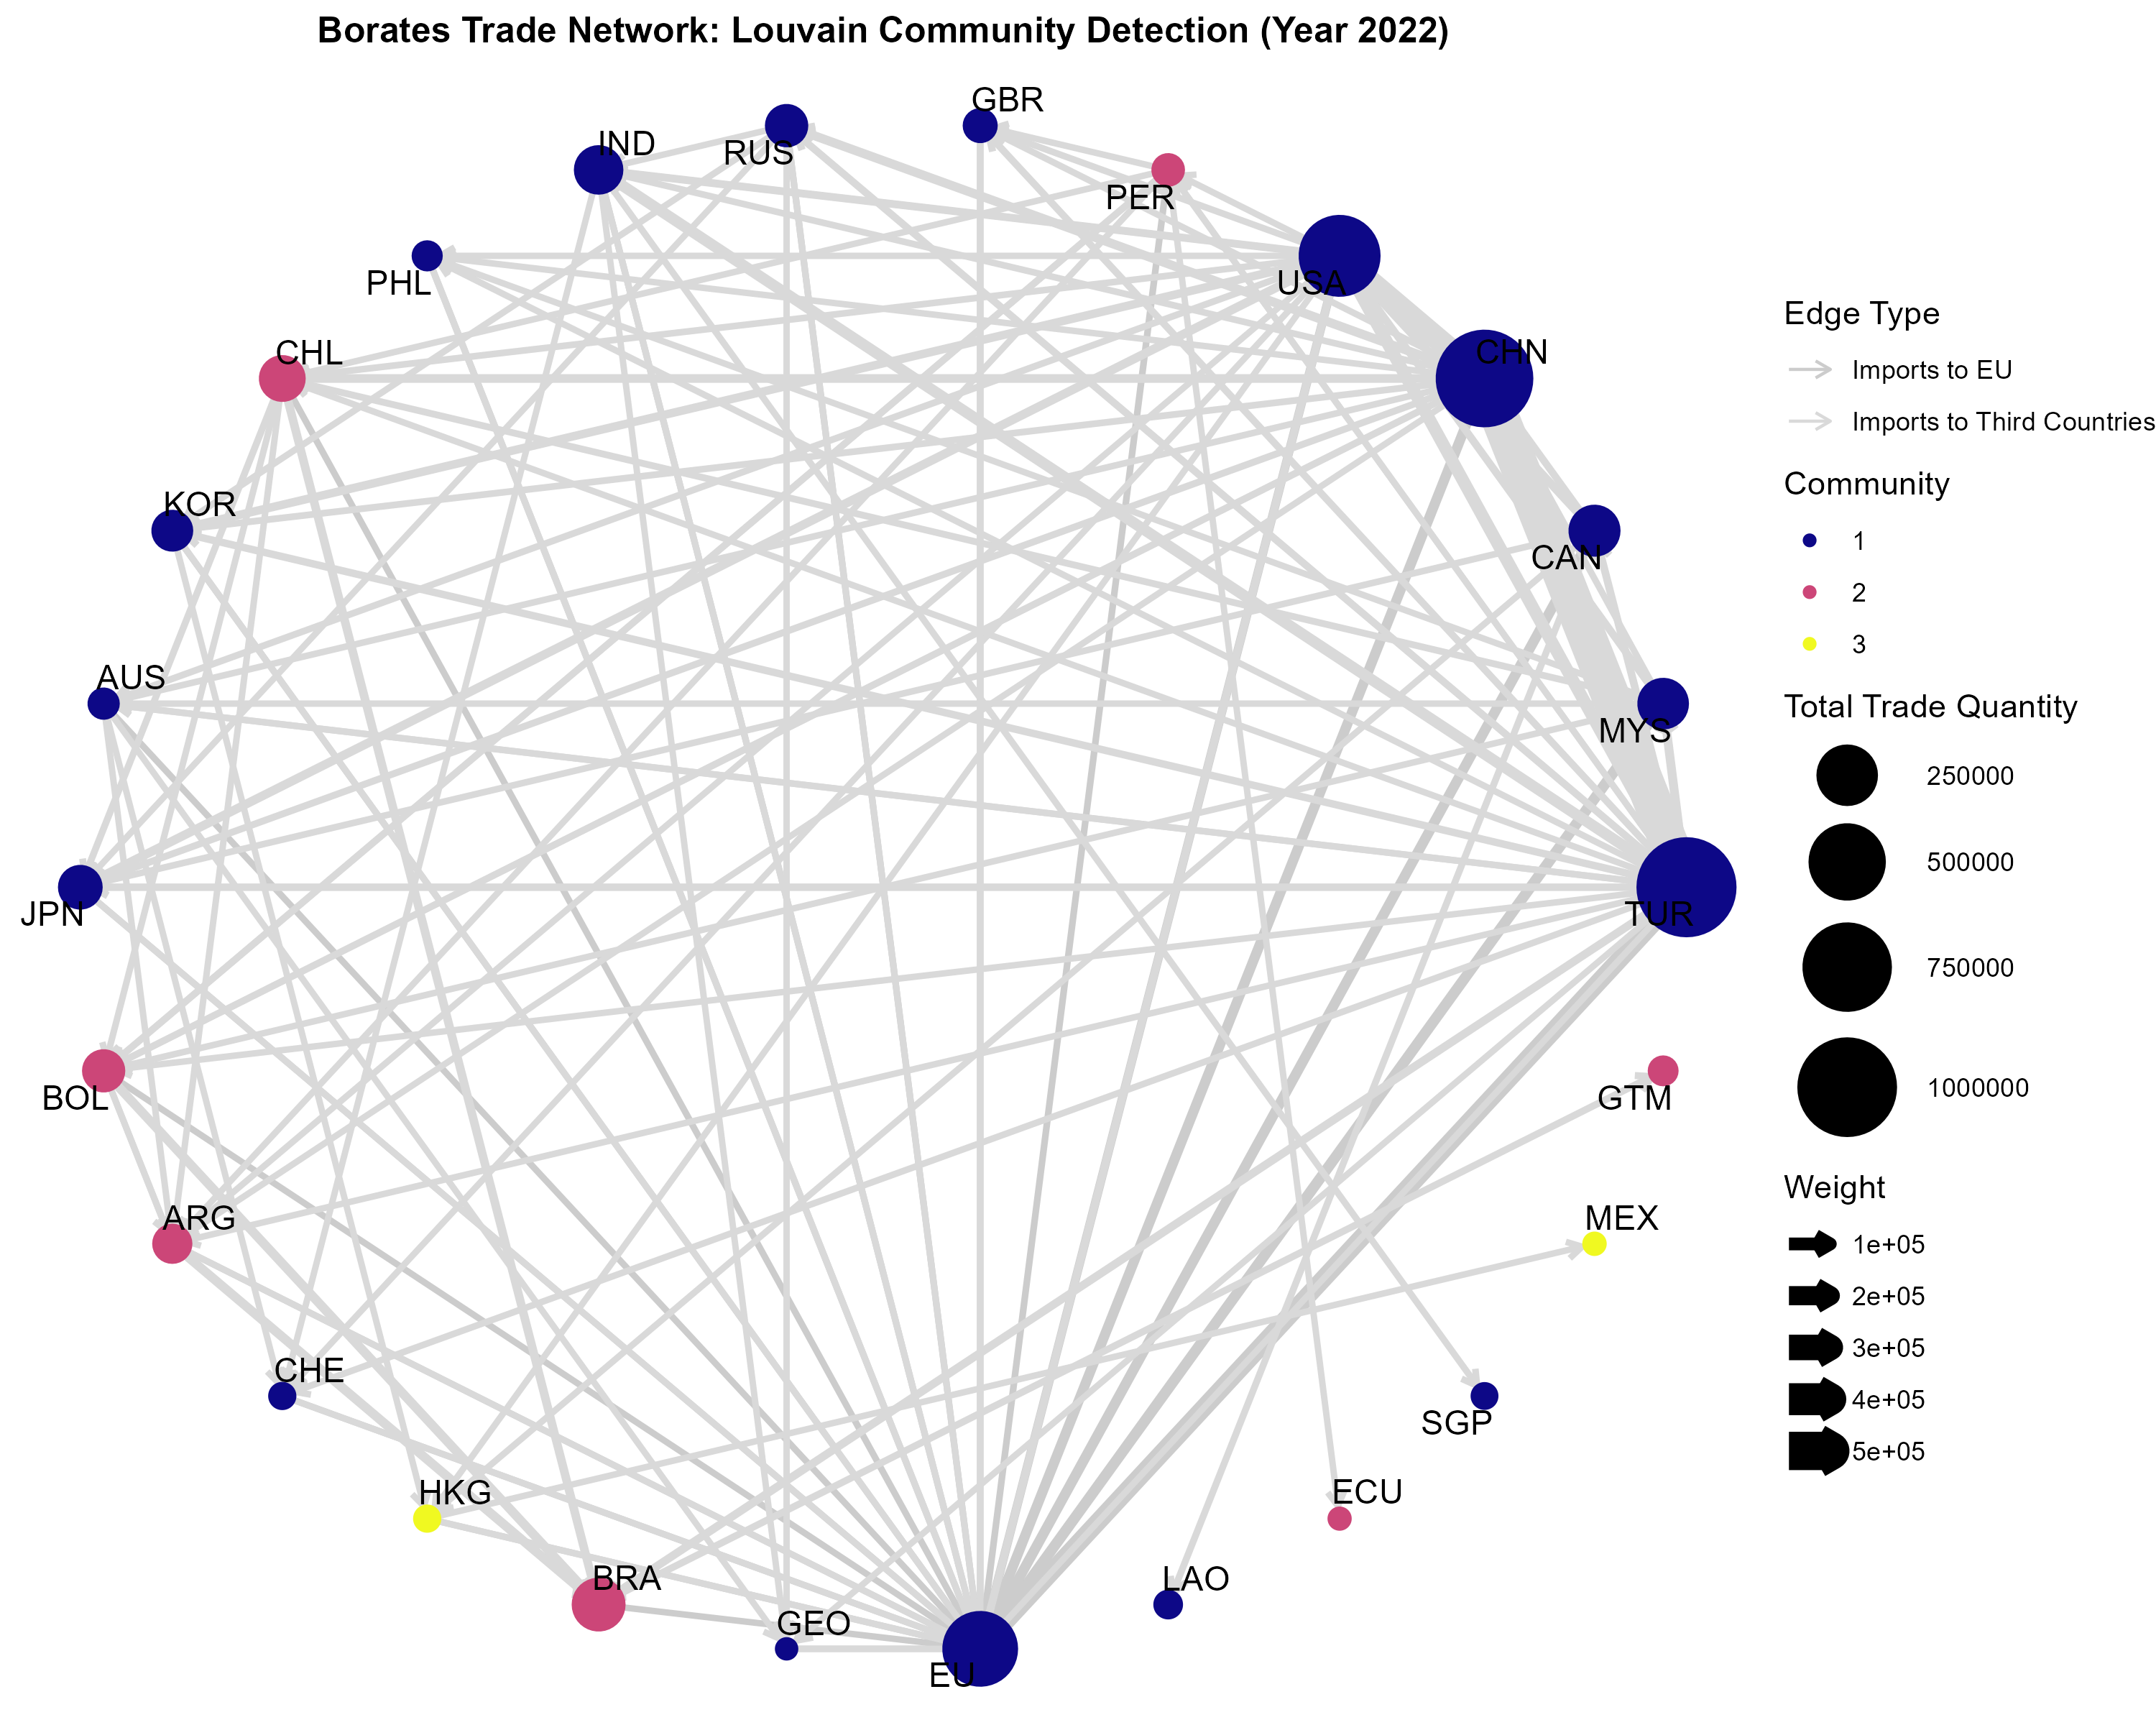 Borates Trade Network: Louvain Community Detection (Year 2022)
GBR
IND
RUS
PER
PHL
USA
CHL
CHN
KOR
CAN
AUS
MYS
JPN
TUR
BOL
GTM
ARG
MEX
CHE
SGP
HKG
ECU
BRA
LAO
GEO
EU
Edge Type
Imports to EU
Imports to Third Countries
Community
1
2
3
Total Trade Quantity
250000
500000
750000
1000000
Weight
1e+05
2e+05
3e+05
4e+05
5e+05